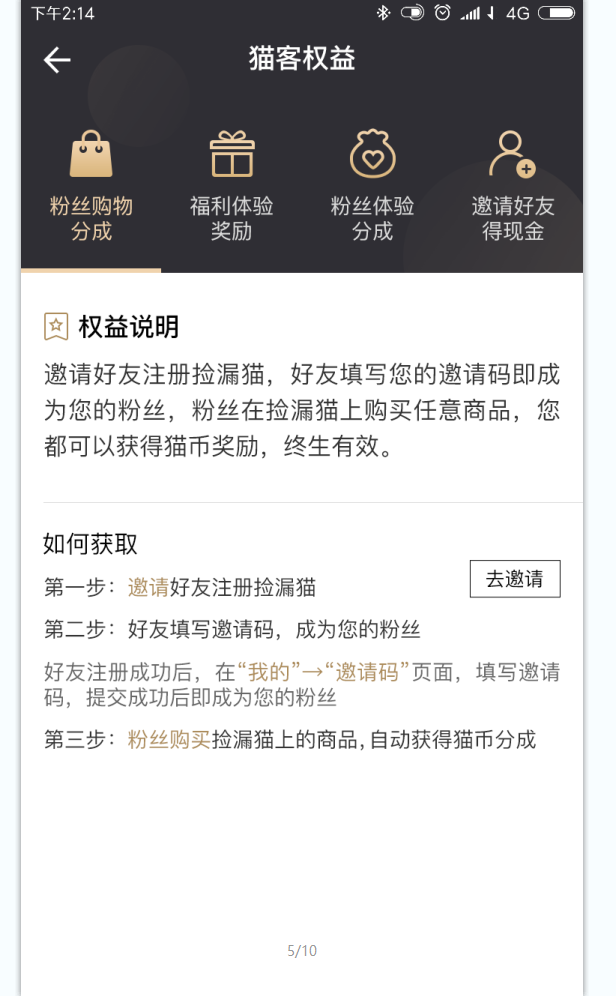 下午2:14
4G
猫客权益
粉丝购物
分成
福利体验
奖励
粉丝体验
分成
邀请好友
得现金
权益说明
邀请好友注册捡漏猫，好友填写您的邀请码即成
为您的粉丝，粉丝在捡漏猫上购买任意商品，您
都可以获得猫币奖励，终生有效。
如何获取
第一步：邀请好友注册捡漏猫
去邀请
第二步：好友填写邀请码，成为您的粉丝
好友注册成功后，在“我的”→“邀请码”页面，填写邀请
码，提交成功后即成为您的粉丝
第三步：粉丝购买捡漏猫上的商品,自动获得猫币分成
5/10